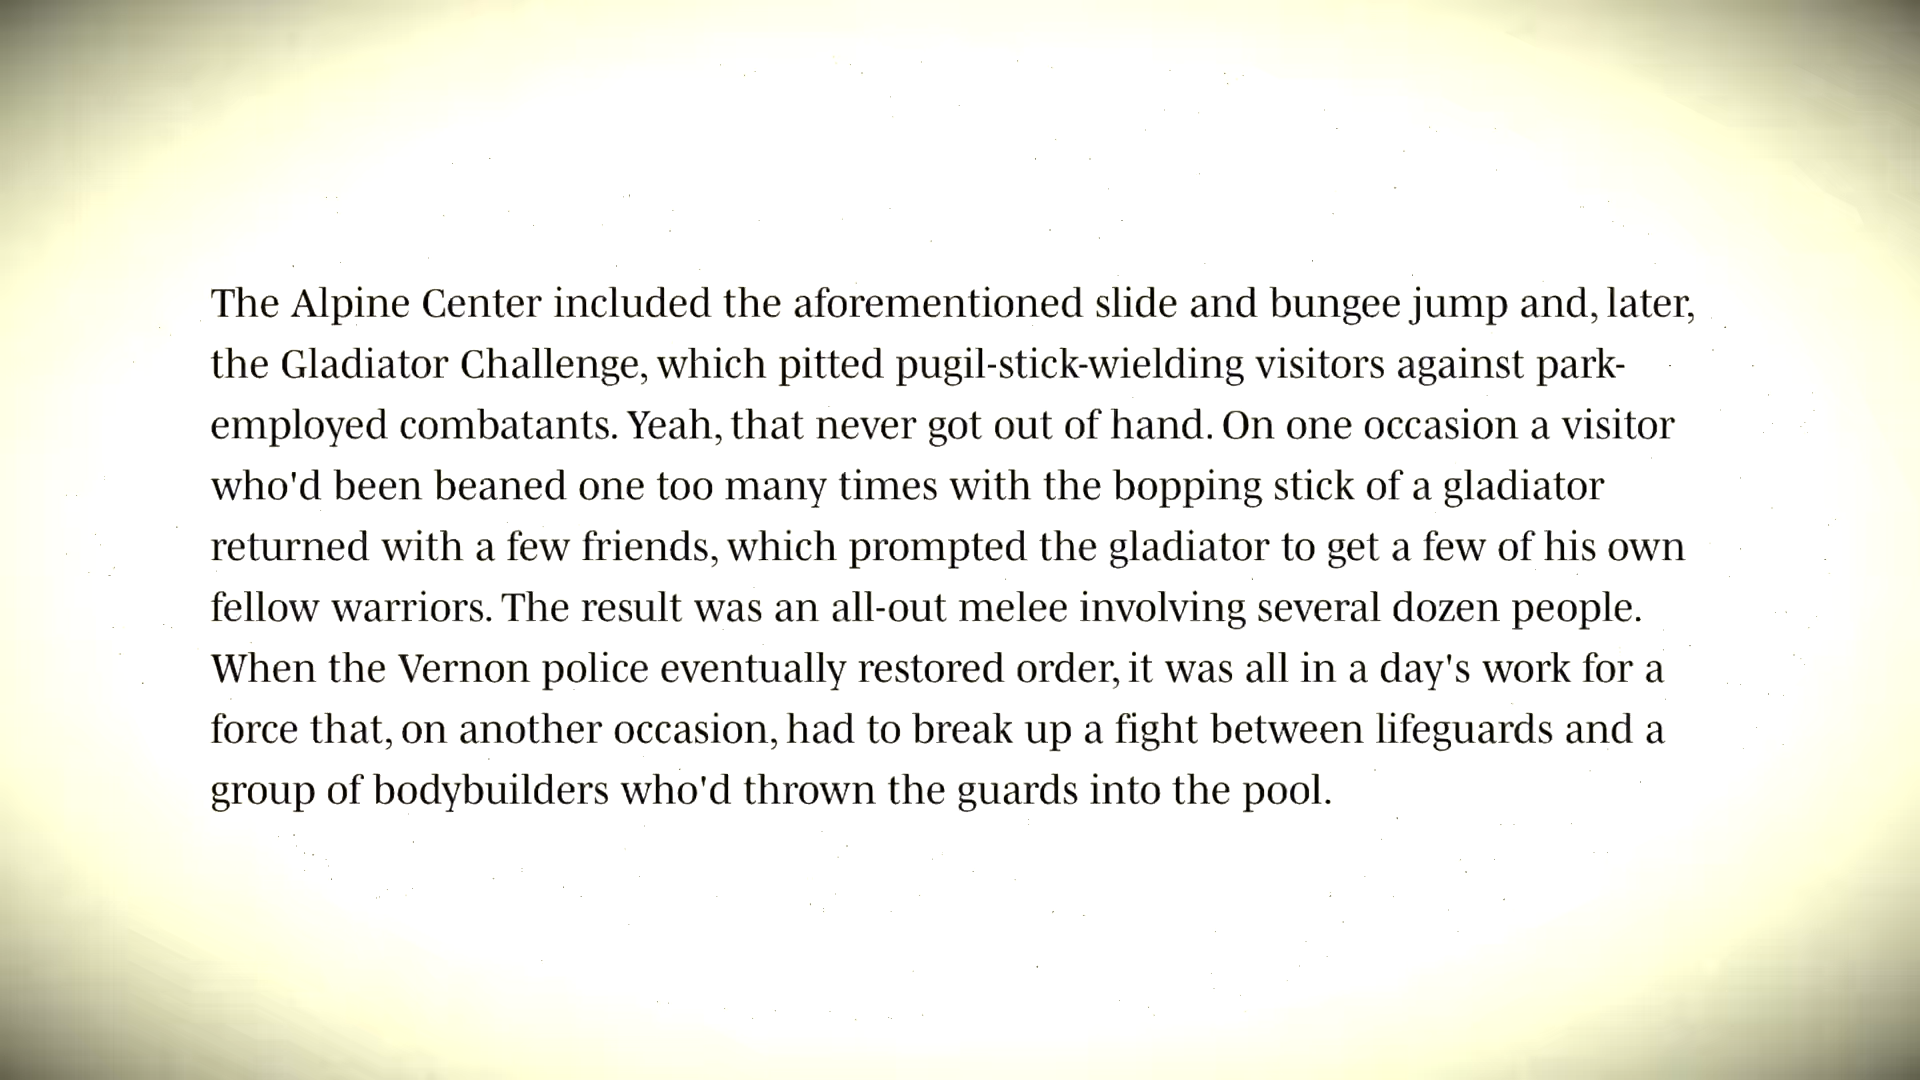 The Alpine Center included the aforementioned slide and bungee jump and, later,
the Gladiator Challenge, which pitted pugil-stick-wielding visitors against park-
employed combatants. Yeah, that never got out of hand. On one occasion a visitor
who'd been beaned one too many times with the bopping stick of a gladiator
returned with a few friends, which prompted the gladiator to get a few of his own
fellow warriors. The result was an all-out melee involving several dozen people.
When the Vernon police eventually restored order, it was all in a day's work for a
force that, on another occasion, had to break up a fight between lifeguards and a
group of bodybuilders who'd thrown the guards into the pool.